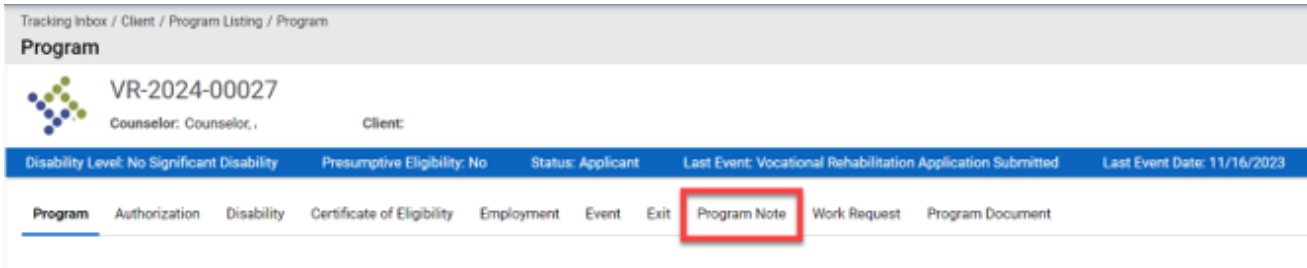 Tracking Inbox / Client / Program Listing / Program
Program
VR-2024-00027
Counselor: Counselor, . Client:
Disability Level: No Significant Disability Presumptive Eligibility: No Status: Applicant Last Event: Vocational Rehabilitation Application Submitted Last Event Date: 11/16/2023
Program Authorization Disability Certificate of Eligibility Employment Event Exit Program Note Work Request Program Document